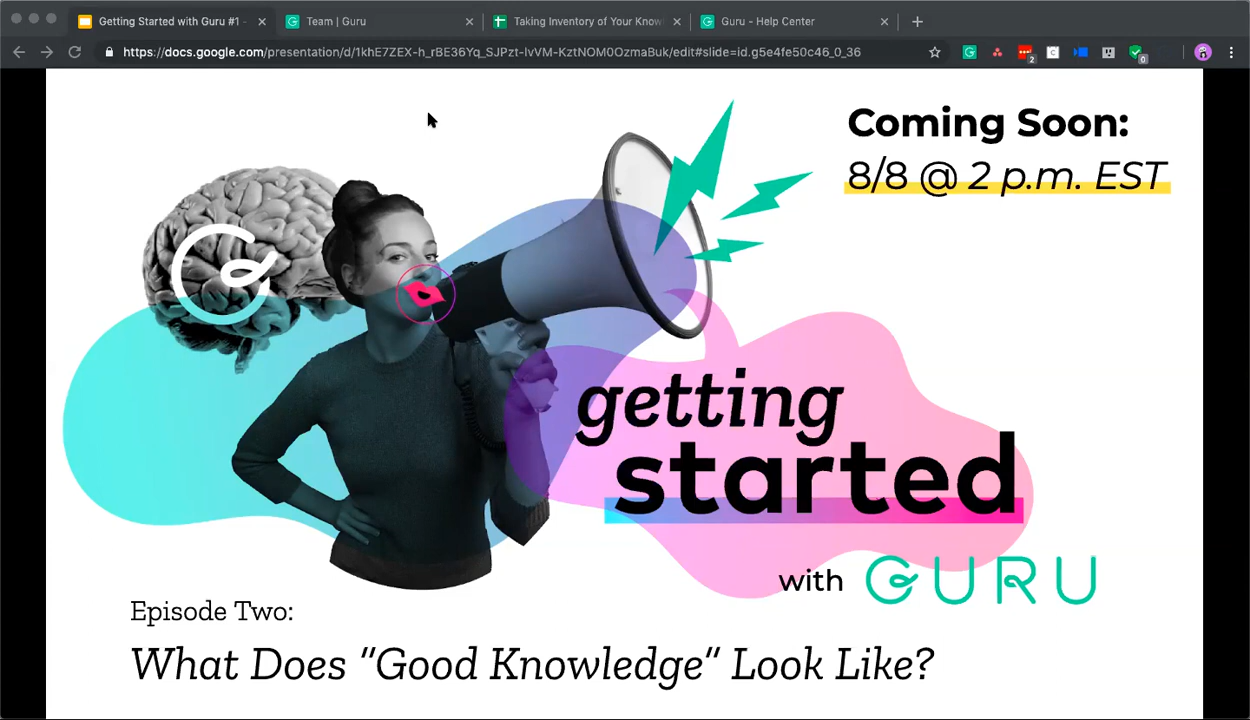 Getting Started with Guru #1 -
Team | Guru
Taking Inventory of Your Know
Guru - Help Center
https://docs.google.com/presentation/d/1khE7ZEX-h_rBE36Yq_SJPzt-lvVM-KztNOM0OzmaBuk/edit#slide=id.g5e4fe50c46_0_36
2
0
Coming Soon:
8/8 @ 2 p.m. EST
getting
started
with GURU
Episode Two:
What Does "Good Knowledge" Look Like?